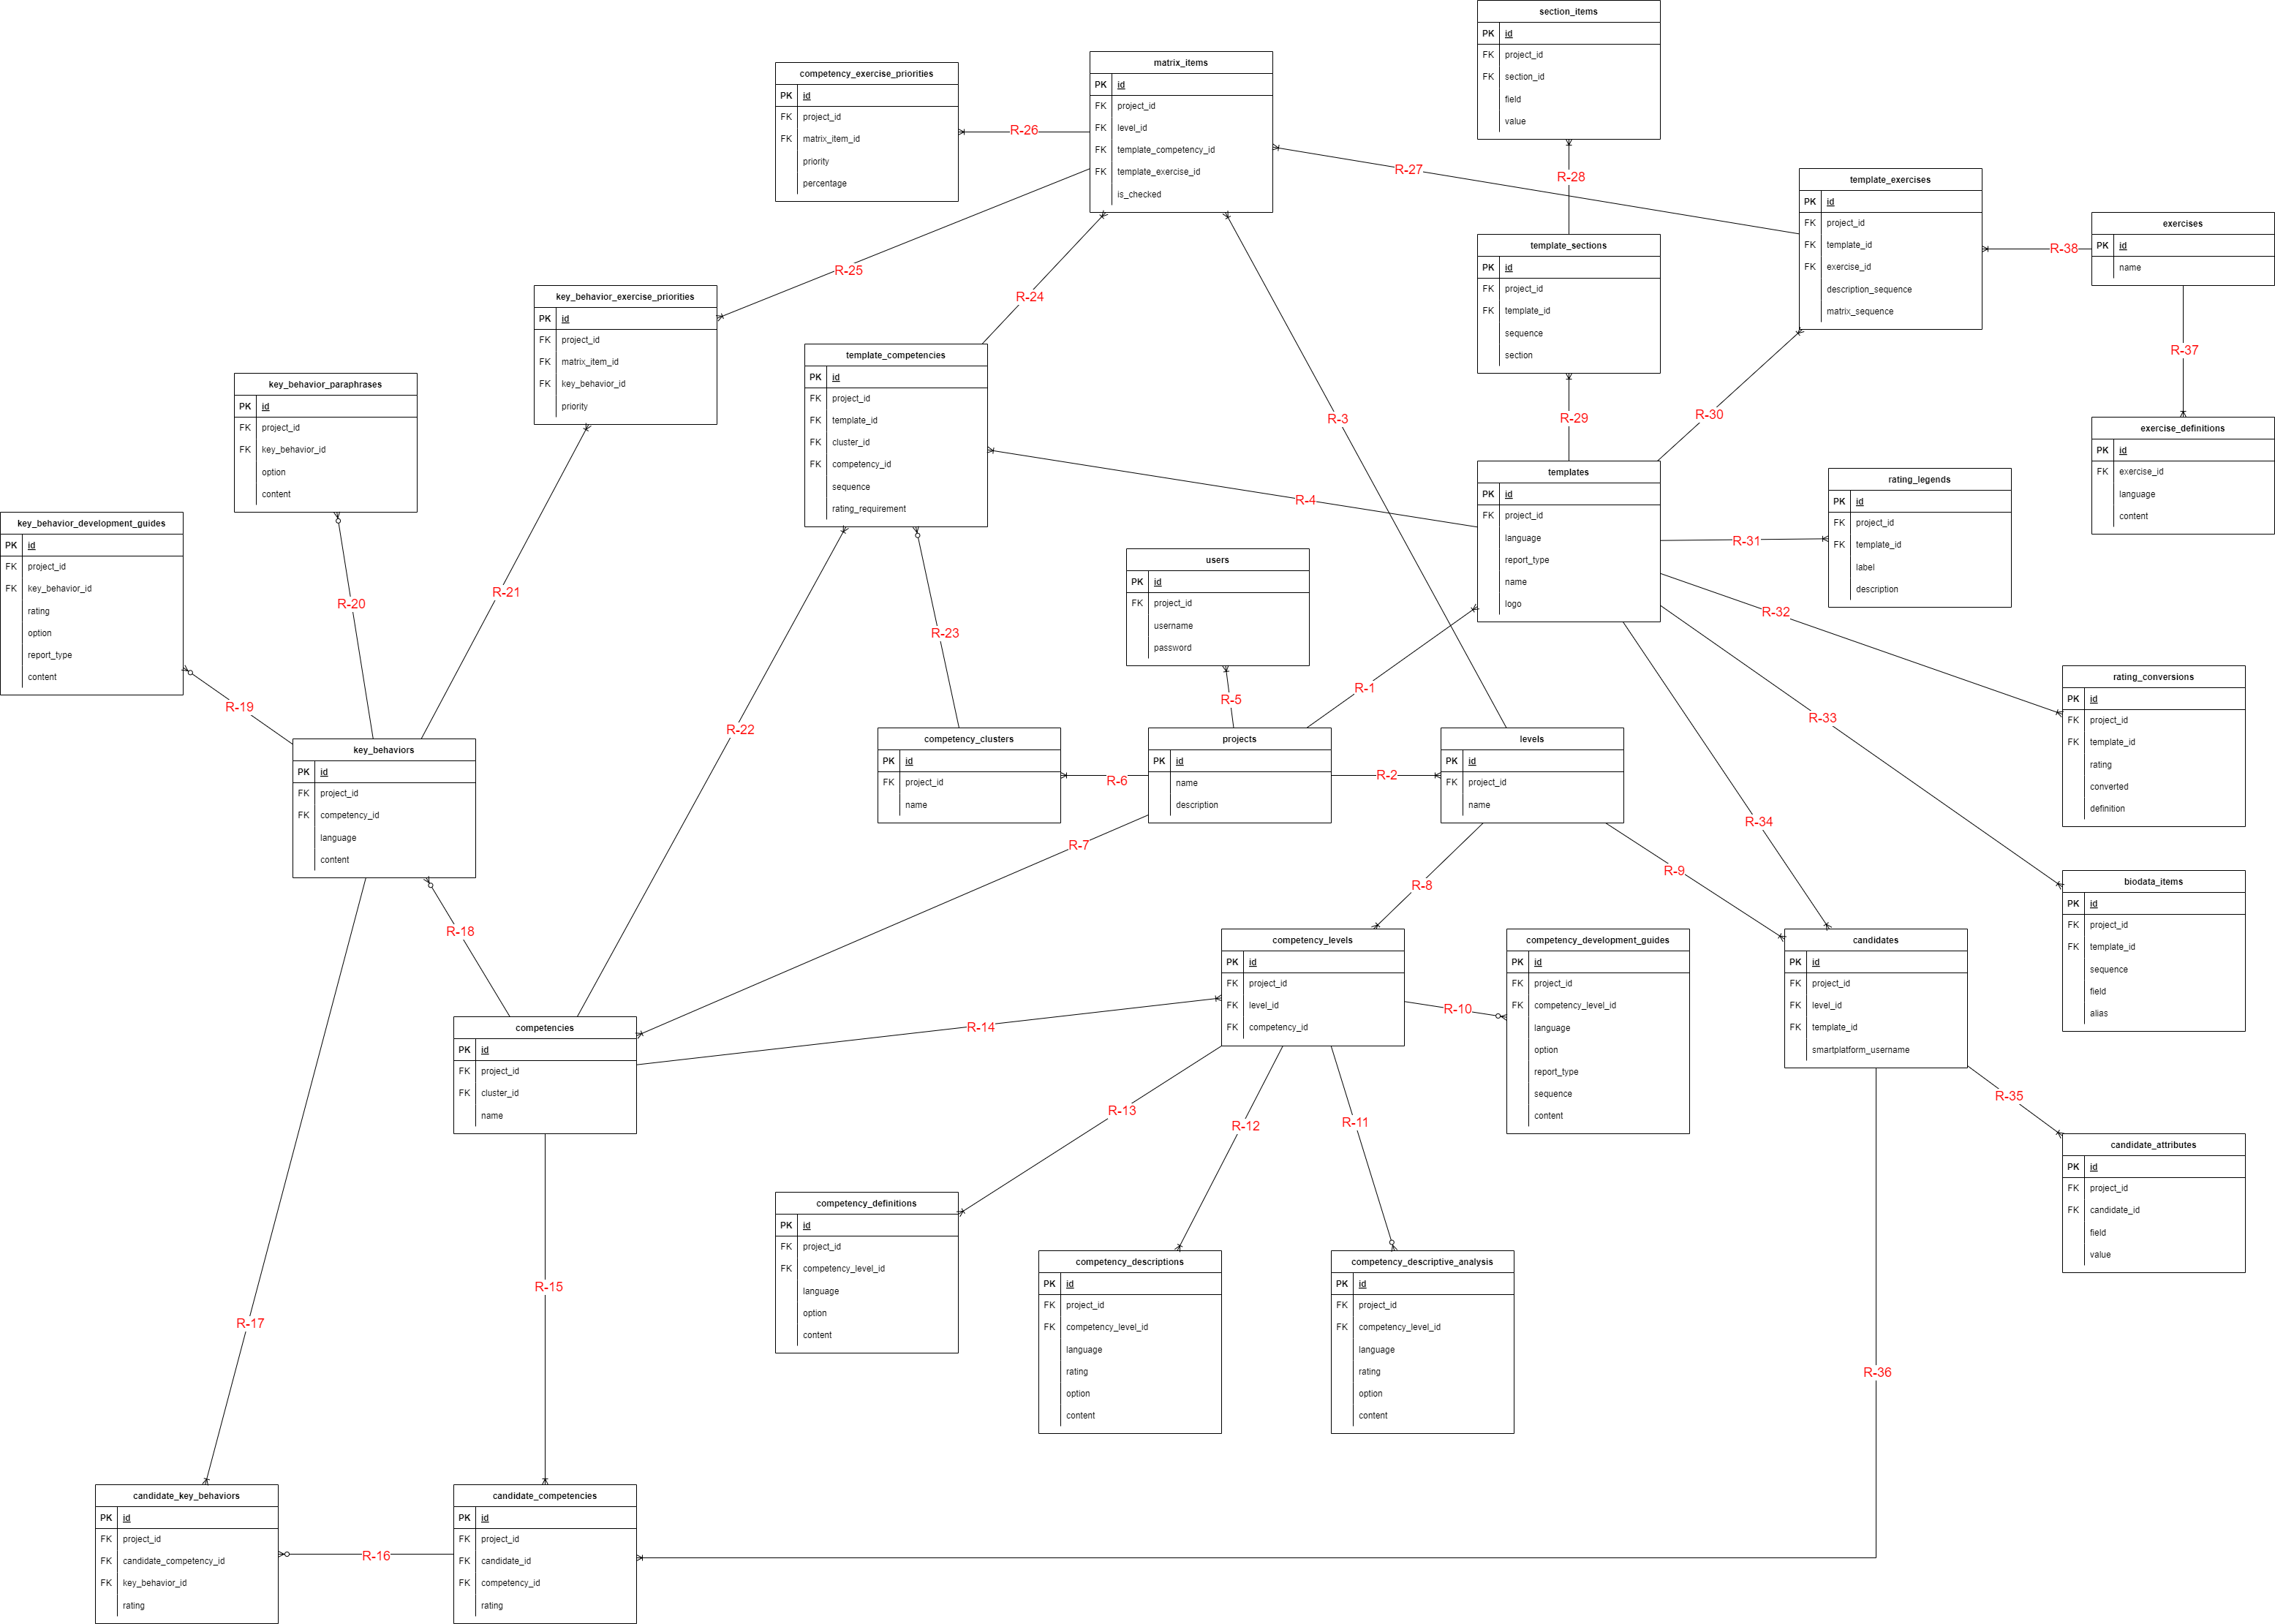 section_items
PK id
FK project_id
FK section_id
field
value
matrix_items
PK id
FK project_id
FK level_id
FK template_competency_id
FK template_exercise_id
is_checked
competency_exercise_priorities
PK id
FK project_id
FK matrix_item_id
priority
percentage
R-26
R-27
R-28
template_exercises
PK id
FK project_id
FK template_id
FK exercise_id
description_sequence
matrix_sequence
exercises
PK id
name
R-38
template_sections
PK id
FK project_id
FK template_id
sequence
section
R-25
R-24
key_behavior_exercise_priorities
PK id
FK project_id
FK matrix_item_id
FK key_behavior_id
priority
template_competencies
PK id
FK project_id
FK template_id
FK cluster_id
FK competency_id
sequence
rating_requirement
R-37
key_behavior_paraphrases
PK id
FK project_id
FK key_behavior_id
option
content
R-3
R-29
R-30
exercise_definitions
PK id
FK exercise_id
language
content
templates
PK id
FK project_id
language
report_type
name
logo
rating_legends
PK id
FK project_id
FK template_id
label
description
R-4
key_behavior_development_guides
PK id
FK project_id
FK key_behavior_id
rating
option
report_type
content
R-31
users
PK id
FK project_id
username
password
R-21
R-20
R-32
R-23
rating_conversions
PK id
FK project_id
FK template_id
rating
converted
definition
R-1
R-5
R-19
R-33
R-22
competency_clusters
PK id
FK project_id
name
projects
PK id
name
description
levels
PK id
FK project_id
name
R-6
R-2
key_behaviors
PK id
FK project_id
FK competency_id
language
content
R-34
R-7
R-9
R-8
biodata_items
PK id
FK project_id
FK template_id
sequence
field
alias
R-18
competency_levels
PK id
FK project_id
FK level_id
FK competency_id
competency_development_guides
PK id
FK project_id
FK competency_level_id
language
option
report_type
sequence
content
candidates
PK id
FK project_id
FK level_id
FK template_id
smartplatform_username
R-10
R-14
competencies
PK id
FK project_id
FK cluster_id
name
R-35
R-13
R-12
R-11
candidate_attributes
PK id
FK project_id
FK candidate_id
field
value
competency_definitions
PK id
FK project_id
FK competency_level_id
language
option
content
competency_descriptions
PK id
FK project_id
FK competency_level_id
language
rating
option
content
competency_descriptive_analysis
PK id
FK project_id
FK competency_level_id
language
rating
option
content
R-15
R-17
R-36
candidate_key_behaviors
PK id
FK project_id
FK candidate_competency_id
FK key_behavior_id
rating
R-16
candidate_competencies
PK id
FK project_id
FK candidate_id
FK competency_id
rating